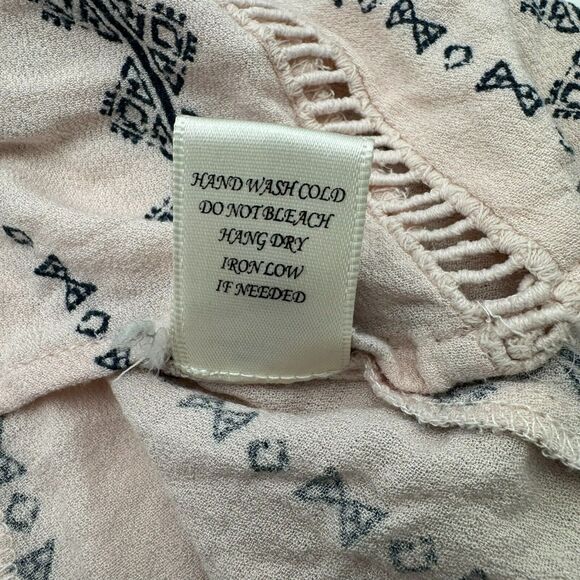 HAND WASH COLD
DO NOT BLEACH
HANG DRY
IRON LOW
IF NEEDED